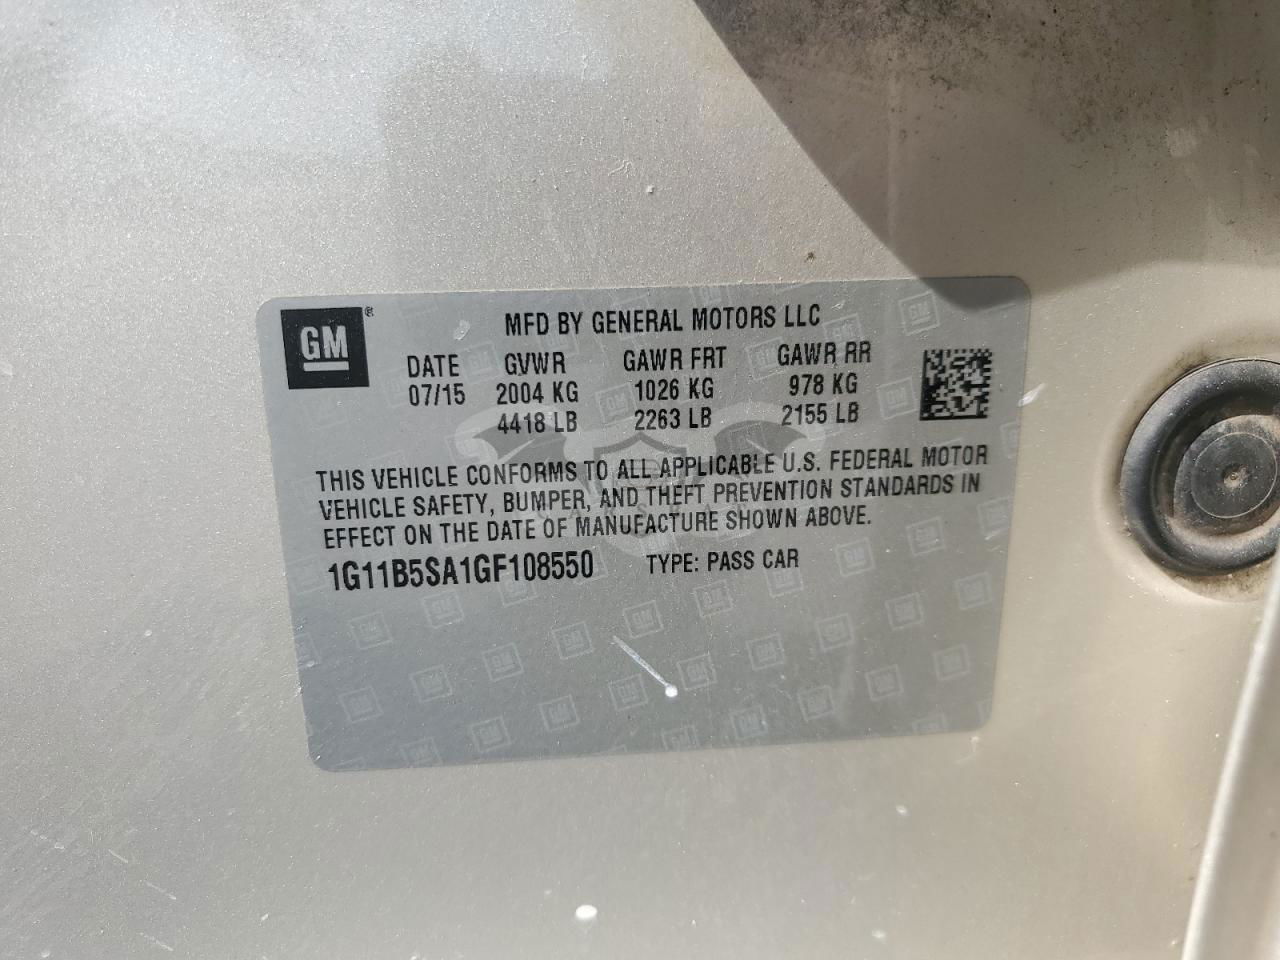 GM ®
MFD BY GENERAL MOTORS LLC
DATE GVWR GAWR FRT GAWR RR
07/15 2004 KG 1026 KG 978 KG
4418 LB 2263 LB 2155 LB
THIS VEHICLE CONFORMS TO ALL APPLICABLE U.S. FEDERAL MOTOR
VEHICLE SAFETY, BUMPER, AND THEFT PREVENTION STANDARDS IN
EFFECT ON THE DATE OF MANUFACTURE SHOWN ABOVE.
1G11B5SA1GF108550 TYPE: PASS CAR